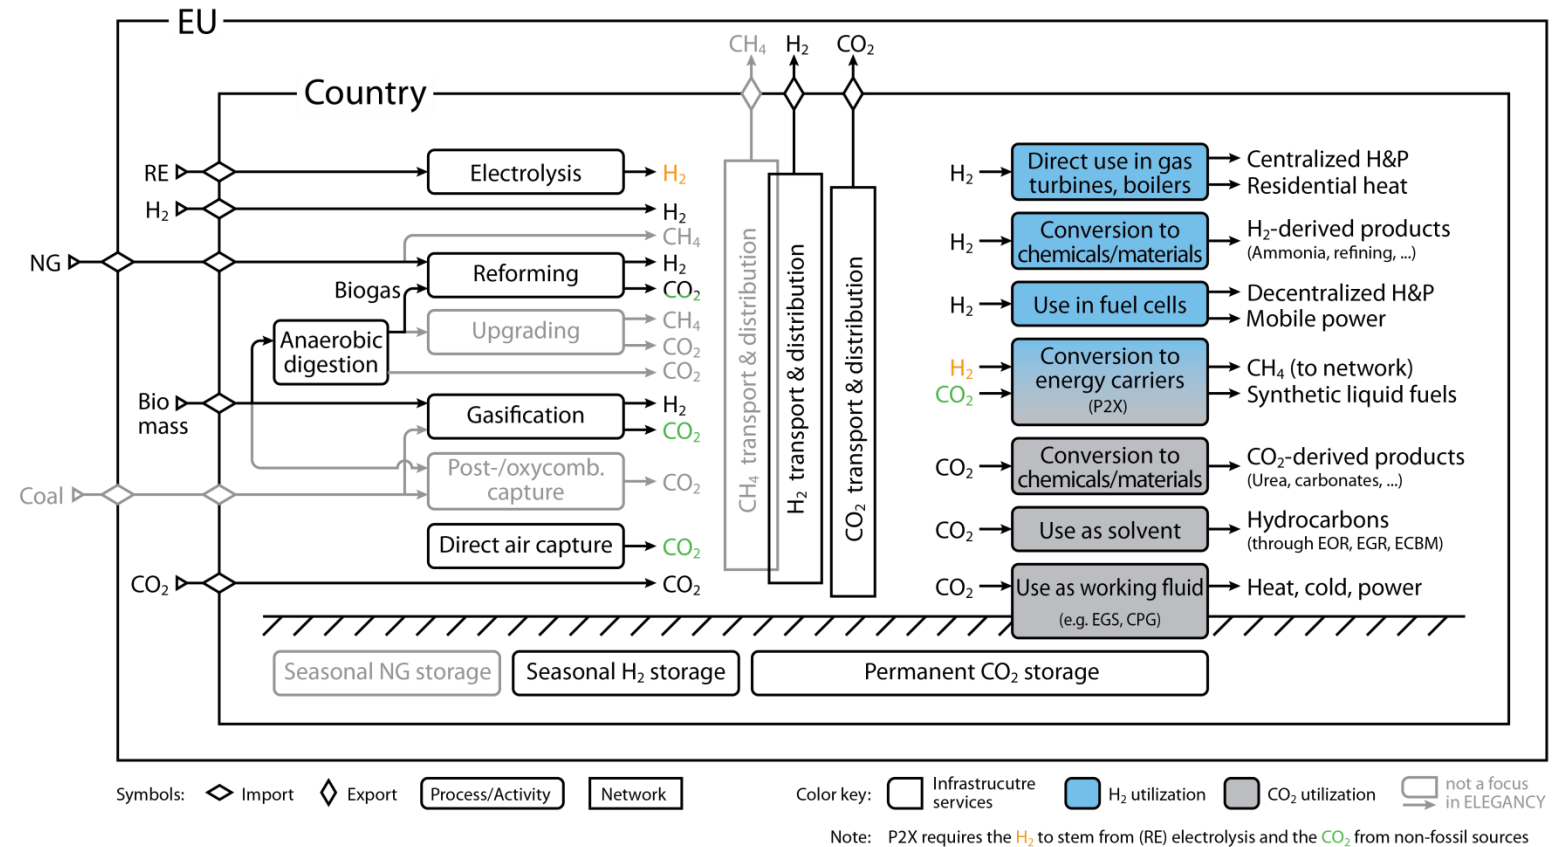 EU
CH₄ H₂ CO₂
Country
RE
Electrolysis
H₂
H₂
H₂
CH₄
NG
Reforming
H₂
CO₂
Biogas
Upgrading
CH₄
CO₂
Anaerobic
digestion
CO₂
Bio
mass
Gasification
H₂
CO₂
Post-/oxycomb.
capture
CO₂
Coal
Direct air capture
CO₂
CO₂
CO₂
CH₄ transport & distribution
H₂ transport & distribution
CO₂ transport & distribution
H₂
Direct use in gas
turbines, boilers
Centralized H&P
Residential heat
H₂
Conversion to
chemicals/materials
H₂-derived products
(Ammonia, refining, ...)
H₂
Use in fuel cells
Decentralized H&P
Mobile power
H₂
CO₂
Conversion to
energy carriers
(P2X)
CH₄ (to network)
Synthetic liquid fuels
CO₂
Conversion to
chemicals/materials
CO₂-derived products
(Urea, carbonates, ...)
CO₂
Use as solvent
Hydrocarbons
(through EOR, EGR, ECBM)
CO₂
Use as working fluid
(e.g. EGS, CPG)
Heat, cold, power
Seasonal NG storage
Seasonal H₂ storage
Permanent CO₂ storage
Symbols: Import Export Process/Activity Network
Color key: Infrastrucutre
services
H₂ utilization
CO₂ utilization
not a focus
in ELEGANCY
Note: P2X requires the H₂ to stem from (RE) electrolysis and the CO₂ from non-fossil sources